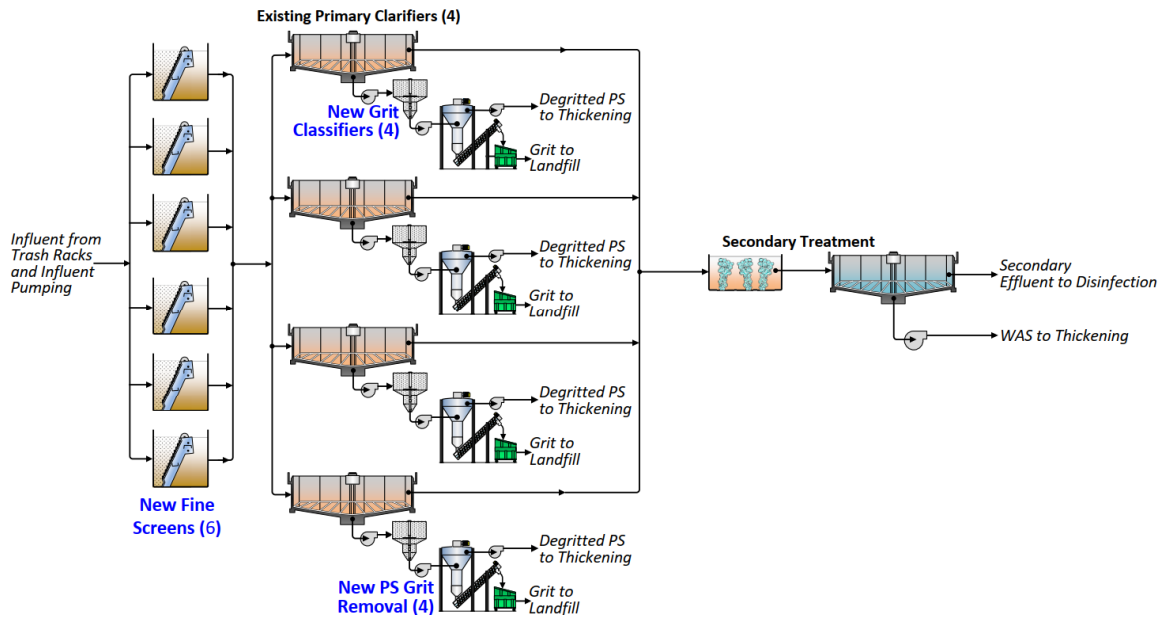 Existing Primary Clarifiers (4)
New Grit
Classifiers (4)
Degritted PS
to Thickening
Grit to
Landfill
Influent from
Trash Racks
and Influent
Pumping
Degritted PS
to Thickening
Grit to
Landfill
Secondary Treatment
Secondary
Effluent to Disinfection
WAS to Thickening
Degritted PS
to Thickening
Grit to
Landfill
New Fine
Screens (6)
Degritted PS
to Thickening
New PS Grit
Removal (4)
Grit to
Landfill